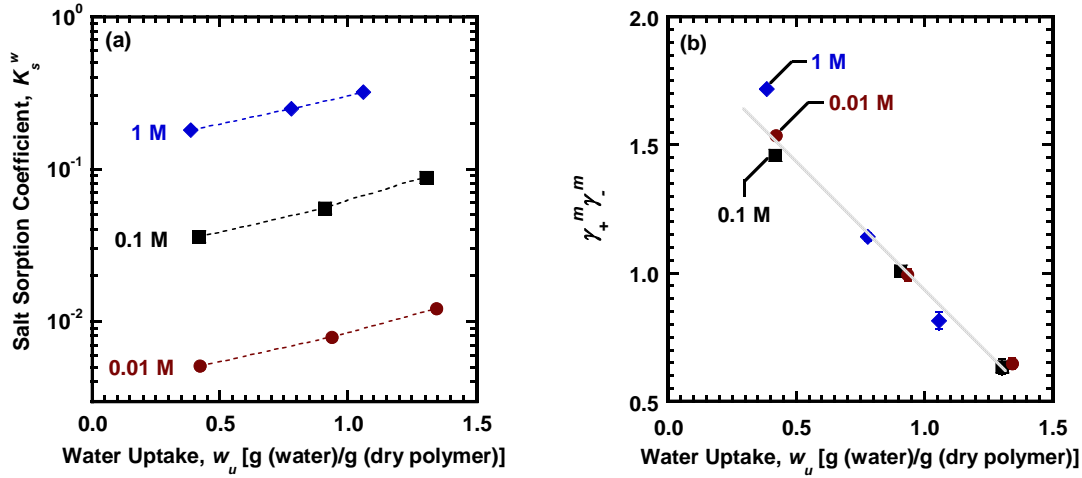 (a)
Salt Sorption Coefficient, K_s^w
10^0
10^-1
10^-2
1 M
0.1 M
0.01 M
0.0 0.5 1.0 1.5
Water Uptake, w_u [g (water)/g (dry polymer)]
(b)
γ_+^m γ_-^m
2.0
1.5
1.0
0.5
1 M
0.01 M
0.1 M
0.0 0.5 1.0 1.5
Water Uptake, w_u [g (water)/g (dry polymer)]